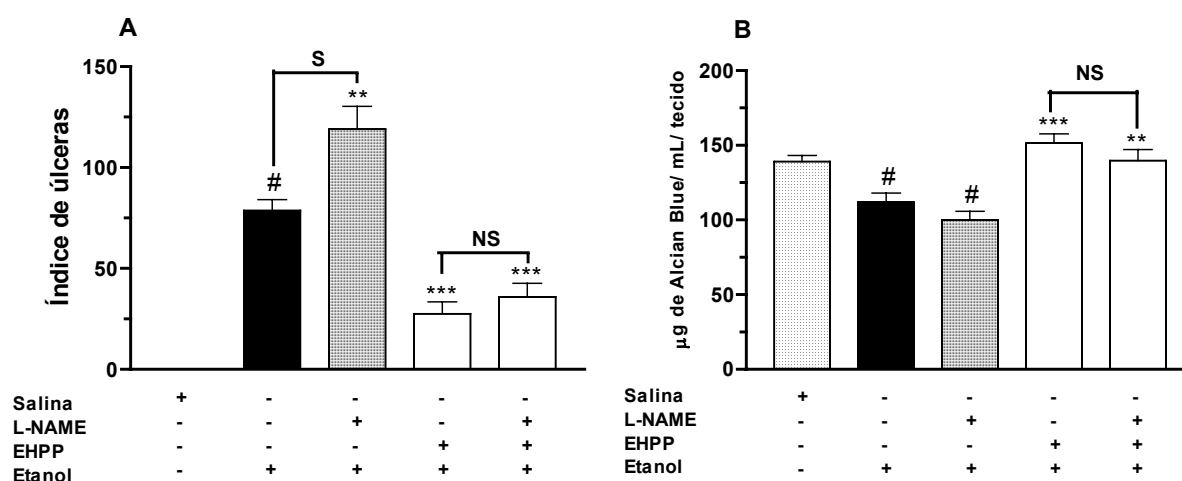 A
150
100
50
0
Índice de úlceras
#
S
**
***
NS
***
Salina + - - - -
L-NAME - - + - +
EHPP - - - + +
Etanol - + + + +
B
200
150
100
50
0
µg de Alcian Blue/ mL/ tecido
#
#
***
NS
**
Salina + - - - -
L-NAME - - + - +
EHPP - - - + +
Etanol - + + + +